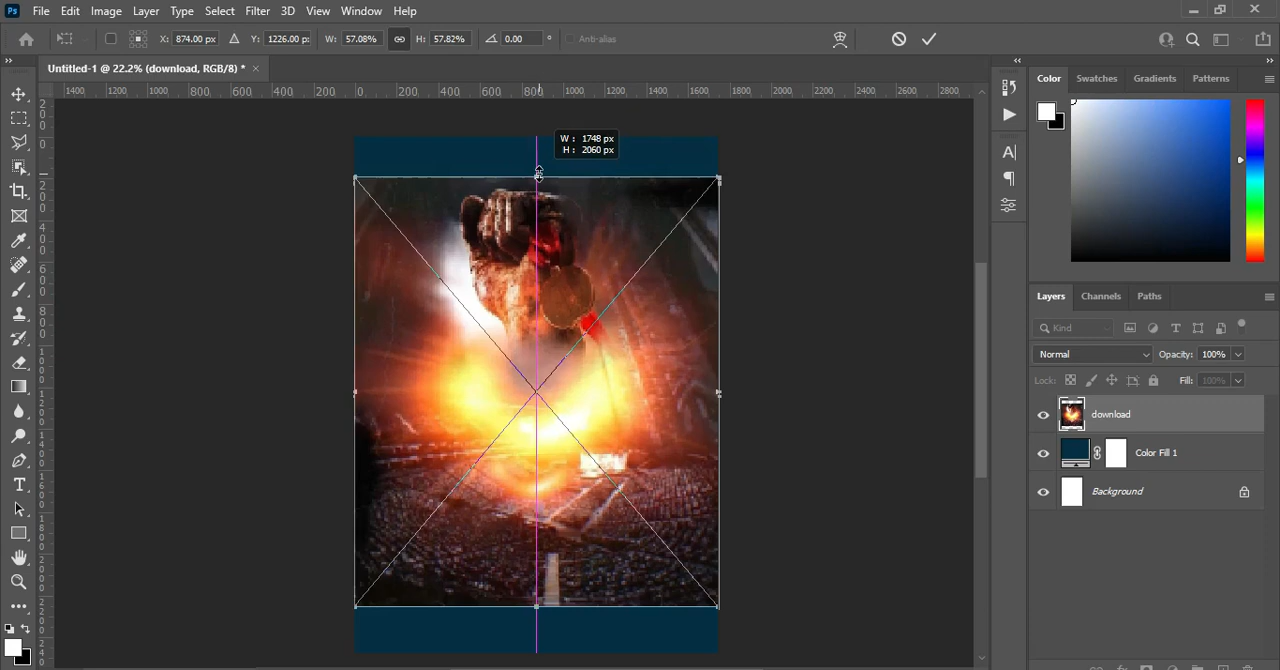 Ps File Edit Image Layer Type Select Filter 3D View Window Help
X: 874.00 px Y: 1226.00 px W: 57.08% H: 57.82% 0.00 ° Anti-alias
Untitled-1 @ 22.2% (download, RGB/8) * ×
1400 1200 1000 800 600 400 200 0 200 400 600 800 1000 1200 1400 1600 1800 2000 2200 2400 2600 2800
W : 1748 px
H : 2060 px
Color Swatches Gradients Patterns
Layers Channels Paths
Kind
Normal Opacity: 100%
Lock: Fill: 100%
download
Color Fill 1
Background